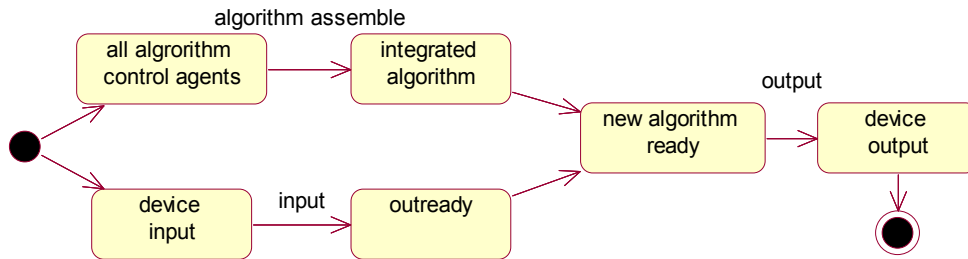 algorithm assemble
all algrorithm
control agents
integrated
algorithm
output
new algorithm
ready
device
output
device
input
input
outready